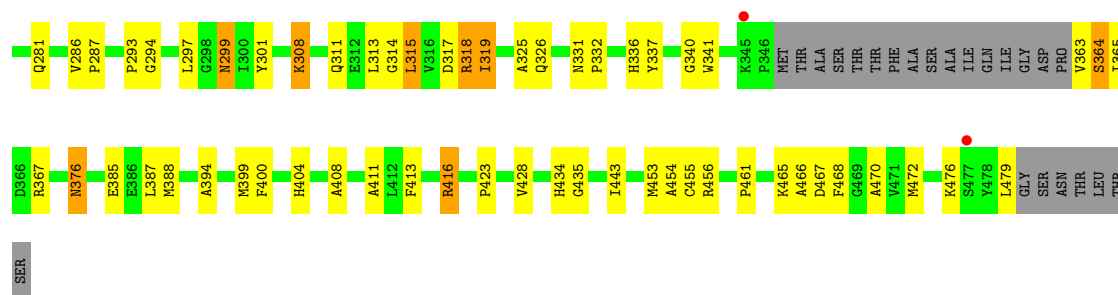 Q281 V286 P287 P293 G294 L297 G298 N299 I300 Y301 K308 Q311 E312 L313 G314 L315 V316 D317 R318 I319 A325 Q326 N331 P332 H336 Y337 G340 W341 K345 P346 MET THR ALA SER THR THR PHE ALA SER ALA ILE GLN ILE GLY ASP PRO V363 S364 I365
D366 R367 N376 E385 E386 L387 M388 A394 M399 F400 H404 A408 A411 L412 F413 R416 P423 V428 H434 G435 I443 M453 A454 C455 R456 P461 K465 A466 D467 F468 G469 A470 V471 M472 K476 S477 Y478 L479 GLY SER ASN THR LEU THR
SER